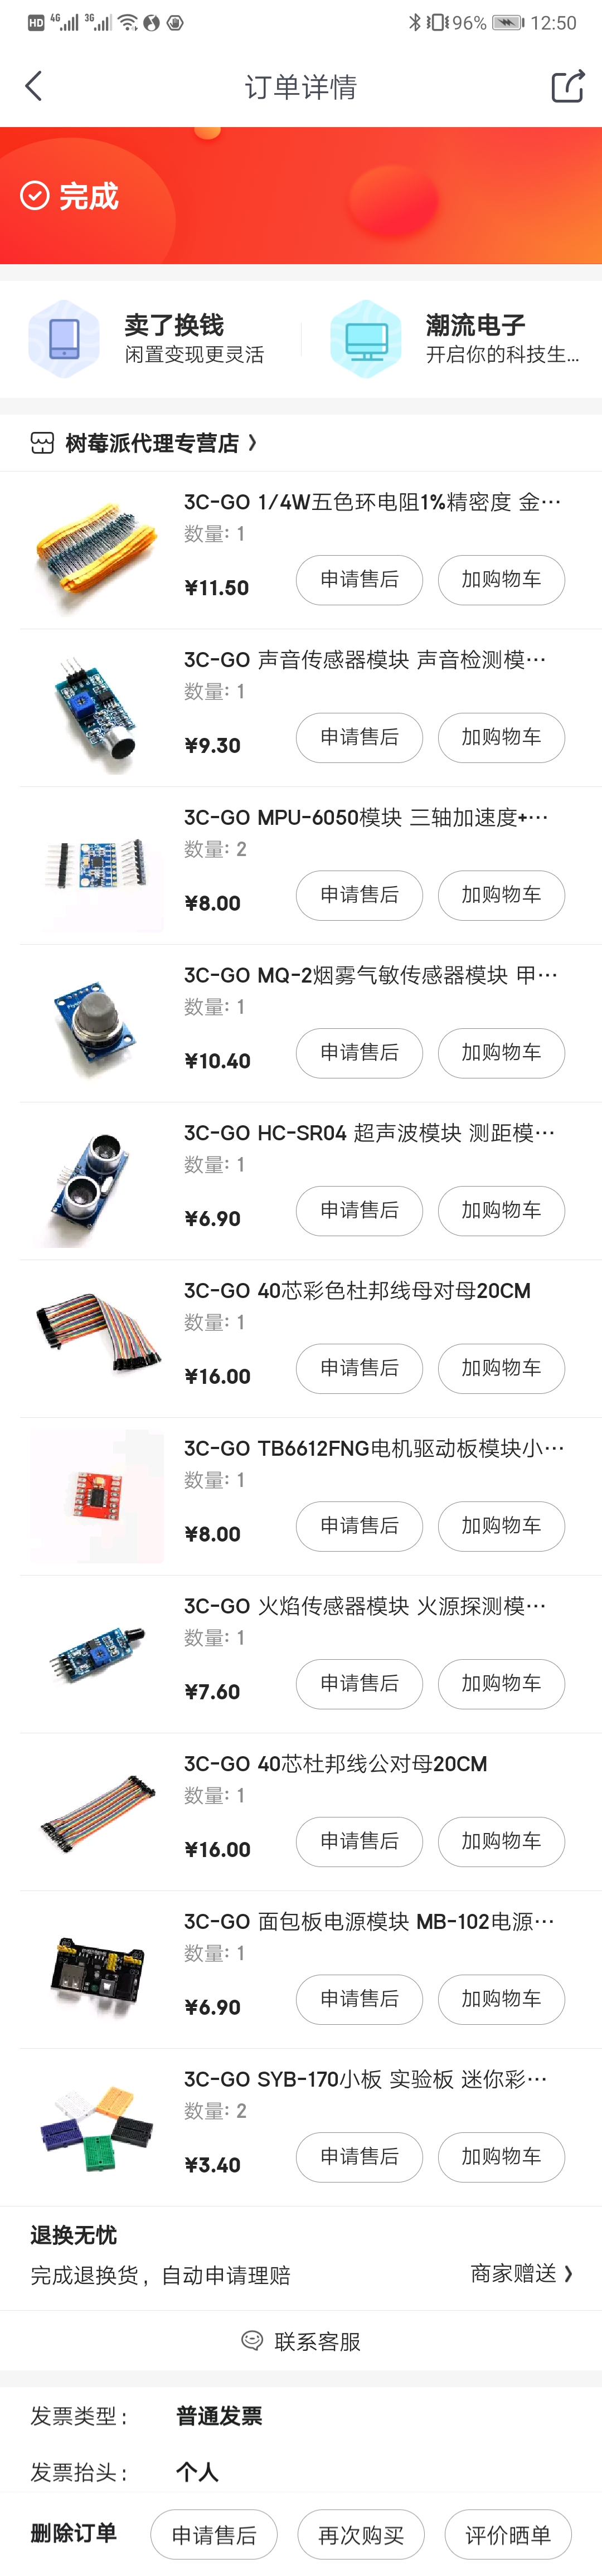 HD 4G 3G 96% 12:50
订单详情
完成
卖了换钱
闲置变现更灵活
潮流电子
开启你的科技生...
树莓派代理专营店
3C-GO 1/4W五色环电阻1%精密度 金…
数量: 1
¥11.50 申请售后 加购物车
3C-GO 声音传感器模块 声音检测模…
数量: 1
¥9.30 申请售后 加购物车
3C-GO MPU-6050模块 三轴加速度+…
数量: 2
¥8.00 申请售后 加购物车
3C-GO MQ-2烟雾气敏传感器模块 甲…
数量: 1
¥10.40 申请售后 加购物车
3C-GO HC-SR04 超声波模块 测距模…
数量: 1
¥6.90 申请售后 加购物车
3C-GO 40芯彩色杜邦线母对母20CM
数量: 1
¥16.00 申请售后 加购物车
3C-GO TB6612FNG电机驱动板模块小…
数量: 1
¥8.00 申请售后 加购物车
3C-GO 火焰传感器模块 火源探测模…
数量: 1
¥7.60 申请售后 加购物车
3C-GO 40芯杜邦线公对母20CM
数量: 1
¥16.00 申请售后 加购物车
3C-GO 面包板电源模块 MB-102电源…
数量: 1
¥6.90 申请售后 加购物车
3C-GO SYB-170小板 实验板 迷你彩…
数量: 2
¥3.40 申请售后 加购物车
退换无忧
完成退换货，自动申请理赔 商家赠送
联系客服
发票类型： 普通发票
发票抬头： 个人
删除订单 申请售后 再次购买 评价晒单